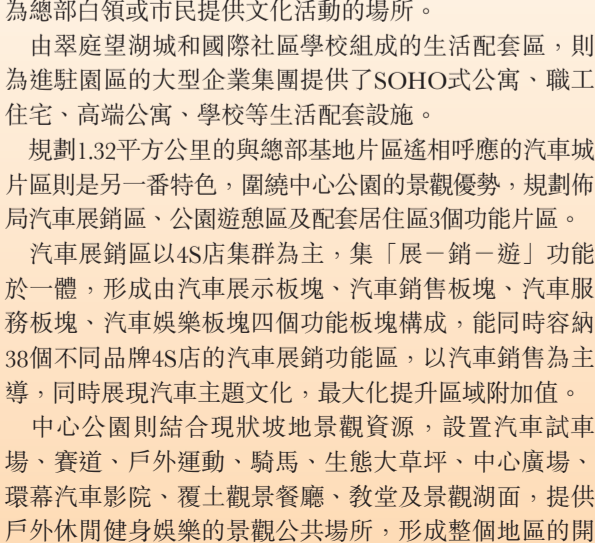 為總部白領或市民提供文化活動的場所。
由翠庭望湖城和國際社區學校組成的生活配套區，則
為進駐園區的大型企業集團提供了SOHO式公寓、職工
住宅、高端公寓、學校等生活配套設施。
規劃1.32平方公里的與總部基地片區遙相呼應的汽車城
片區則是另一番特色，圍繞中心公園的景觀優勢，規劃佈
局汽車展銷區、公園遊憩區及配套居住區3個功能片區。
汽車展銷區以4S店集群為主，集「展－銷－遊」功能
於一體，形成由汽車展示板塊、汽車銷售板塊、汽車服
務板塊、汽車娛樂板塊四個功能板塊構成，能同時容納
38個不同品牌4S店的汽車展銷功能區，以汽車銷售為主
導，同時展現汽車主題文化，最大化提升區域附加值。
中心公園則結合現狀坡地景觀資源，設置汽車試車
場、賽道、戶外運動、騎馬、生態大草坪、中心廣場、
環幕汽車影院、覆土觀景餐廳、教堂及景觀湖面，提供
戶外休閒健身娛樂的景觀公共場所，形成整個地區的開